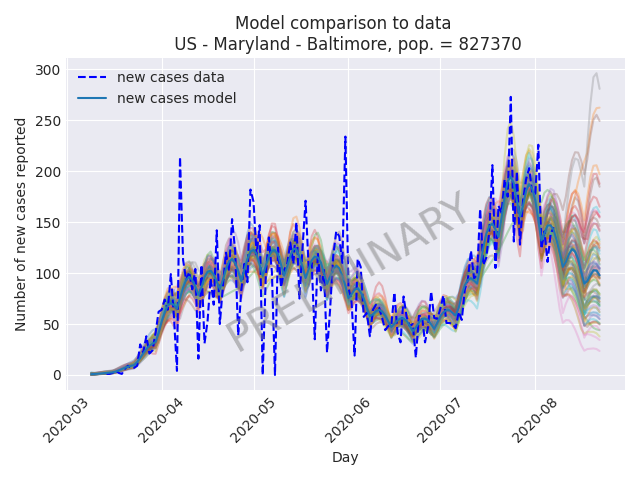 Model comparison to data
US - Maryland - Baltimore, pop. = 827370
new cases data
new cases model
PRELIMINARY
Number of new cases reported
300
250
200
150
100
50
0
2020-03
2020-04
2020-05
2020-06
2020-07
2020-08
Day